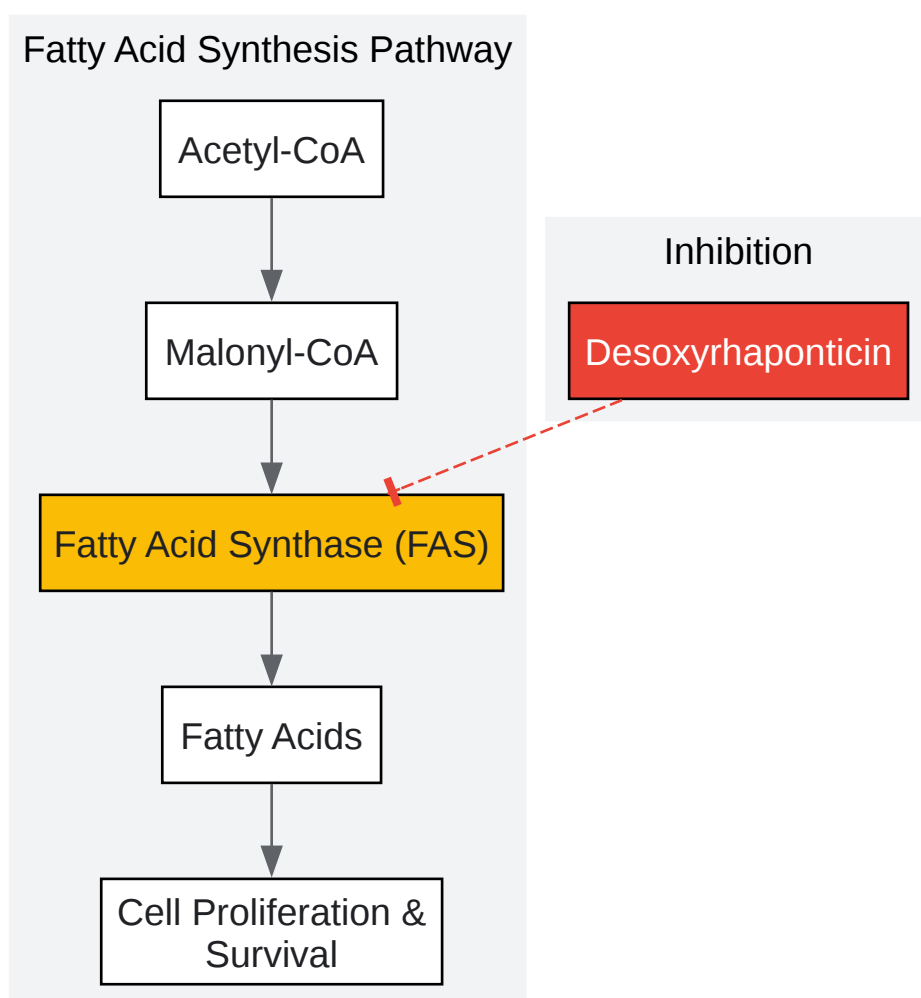 Fatty Acid Synthesis Pathway
Acetyl-CoA
Malonyl-CoA
Fatty Acid Synthase (FAS)
Fatty Acids
Cell Proliferation &
Survival
Inhibition
Desoxyrhaponticin